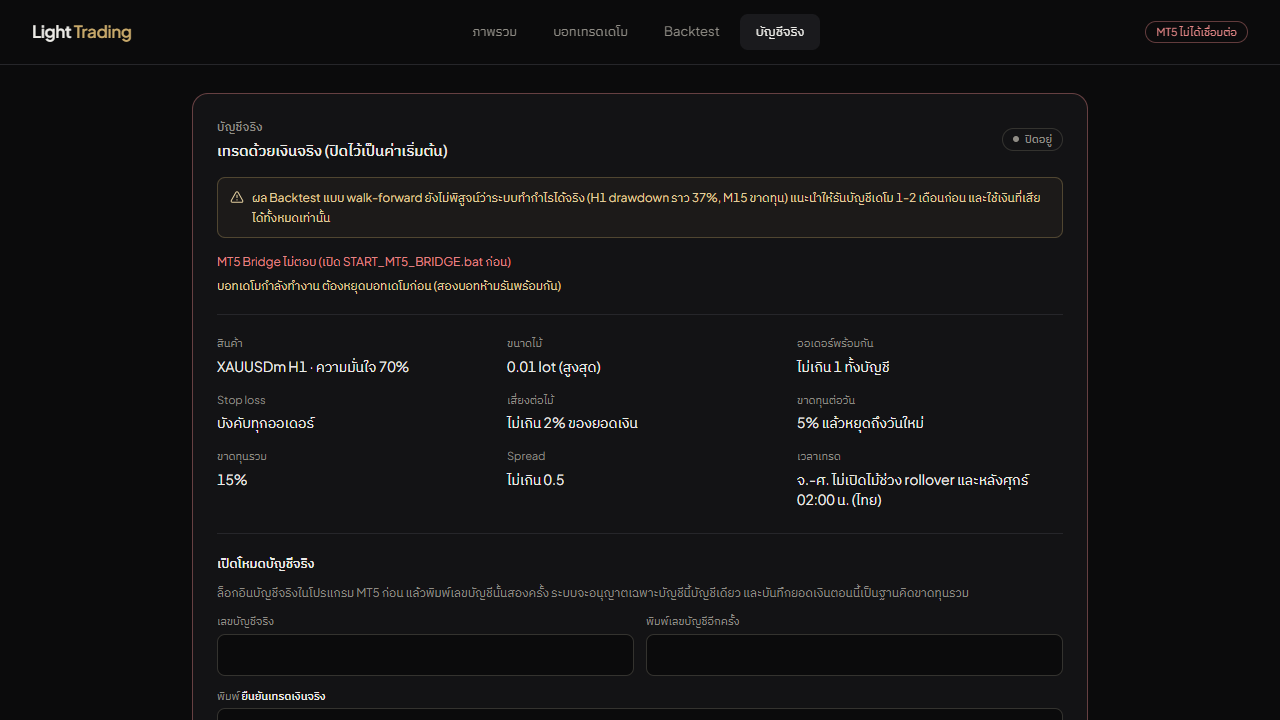 Light Trading
ภาพรวม
บอทเทรดเดโม
Backtest
บัญชีจริง
MT5 ไม่ได้เชื่อมต่อ
บัญชีจริง
เทรดด้วยเงินจริง (ปิดไว้เป็นค่าเริ่มต้น)
ปิดอยู่
ผล Backtest แบบ walk-forward ยังไม่พิสูจน์ว่าระบบทำกำไรได้จริง (H1 drawdown ราว 37%, M15 ขาดทุน) แนะนำให้รันบัญชีเดโม 1-2 เดือนก่อน และใช้เงินที่เสีย
ได้ทั้งหมดเท่านั้น
MT5 Bridge ไม่ตอบ (เปิด START_MT5_BRIDGE.bat ก่อน)
บอทเดโมกำลังทำงาน ต้องหยุดบอทเดโมก่อน (สองบอทห้ามรันพร้อมกัน)
สินค้า
ขนาดไม้
ออเดอร์พร้อมกัน
XAUUSDm H1 · ความมั่นใจ 70%
0.01 lot (สูงสุด)
ไม่เกิน 1 ทั้งบัญชี
Stop loss
เสี่ยงต่อไม้
ขาดทุนต่อวัน
บังคับทุกออเดอร์
ไม่เกิน 2% ของยอดเงิน
5% แล้วหยุดถึงวันใหม่
ขาดทุนรวม
Spread
เวลาเทรด
15%
ไม่เกิน 0.5
จ.-ศ. ไม่เปิดไม้ช่วง rollover และหลังศุกร์
02:00 น. (ไทย)
เปิดโหมดบัญชีจริง
ล็อกอินบัญชีจริงในโปรแกรม MT5 ก่อน แล้วพิมพ์เลขบัญชีนั้นสองครั้ง ระบบจะอนุญาตเฉพาะบัญชีนี้บัญชีเดียว และบันทึกยอดเงินตอนนี้เป็นฐานคิดขาดทุนรวม
เลขบัญชีจริง
พิมพ์เลขบัญชีอีกครั้ง
พิมพ์ ยืนยันเทรดเงินจริง